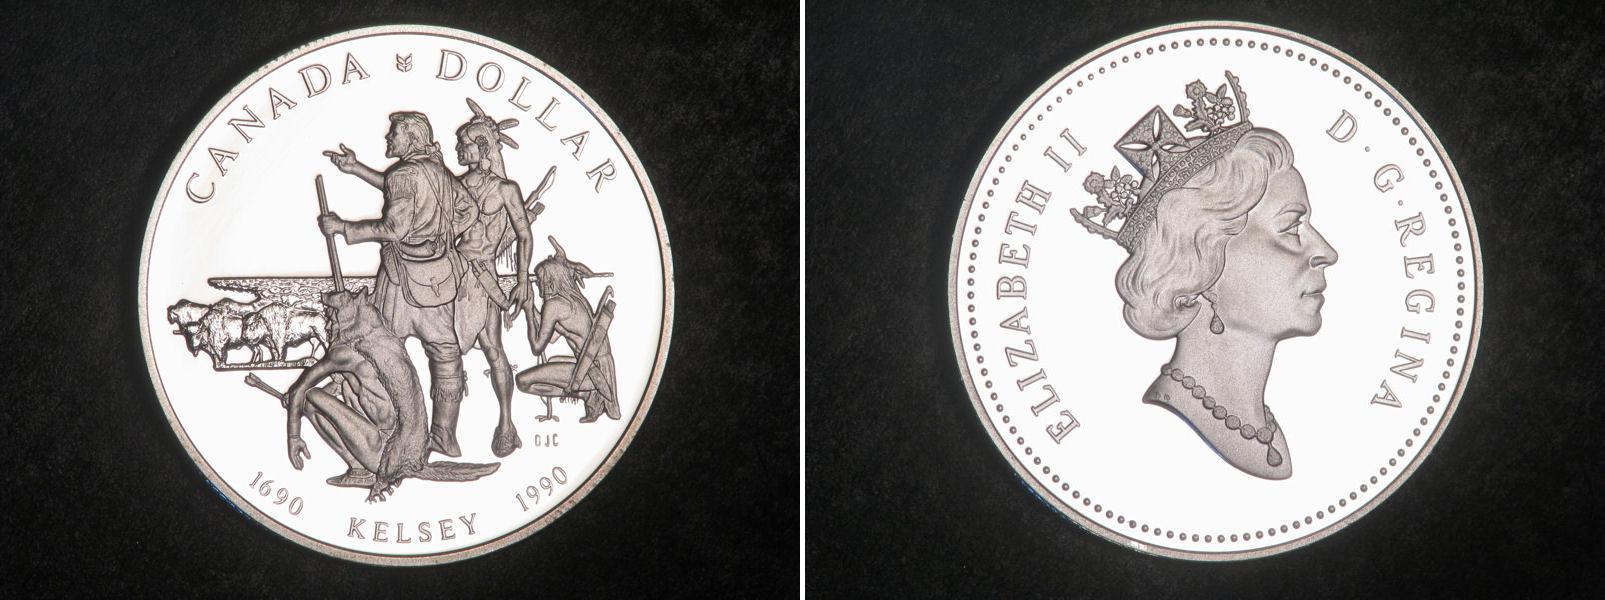 CANADA DOLLAR
DJC
1690 KELSEY 1990
ELIZABETH II D·G·REGINA